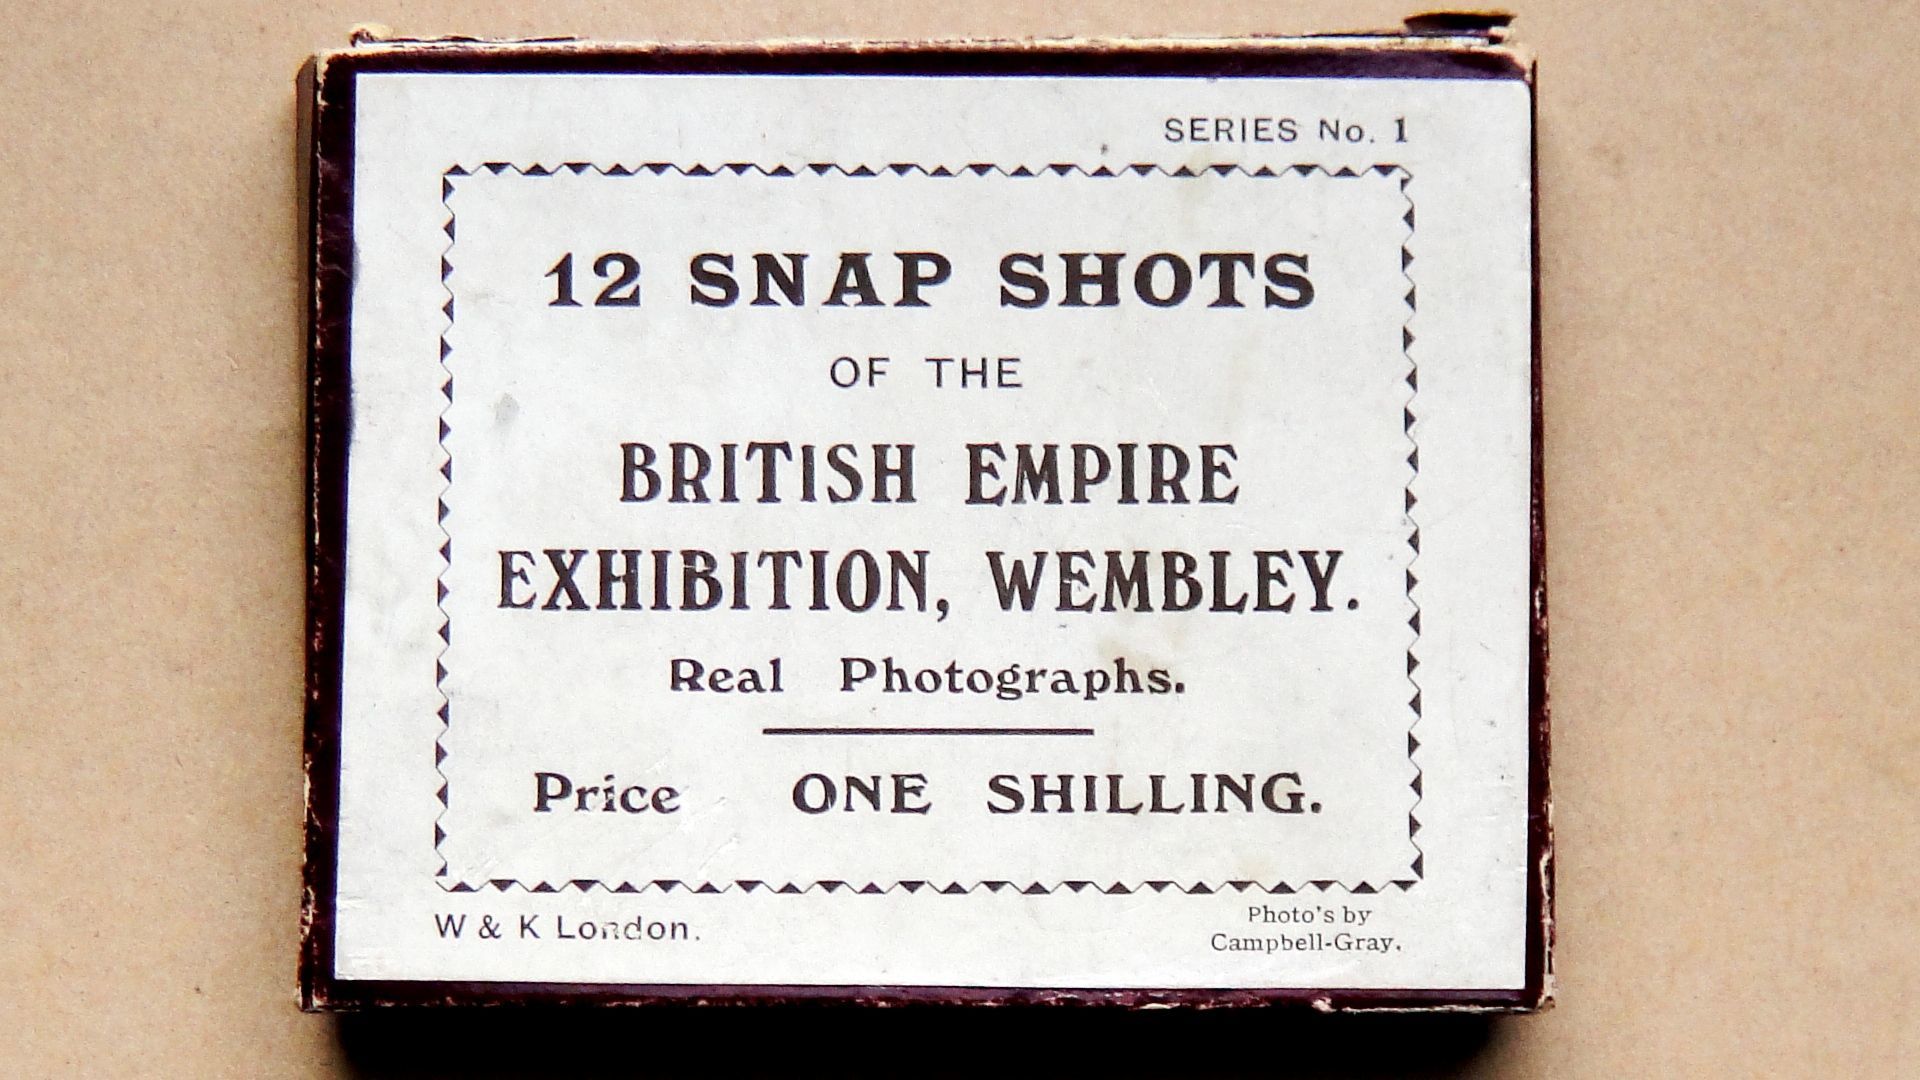 SERIES No. 1
12 SNAP SHOTS
OF THE
BRITISH EMPIRE
EXHIBITION, WEMBLEY.
Real Photographs.
Price ONE SHILLING.
W & K London.
Photo's by
Campbell-Gray.